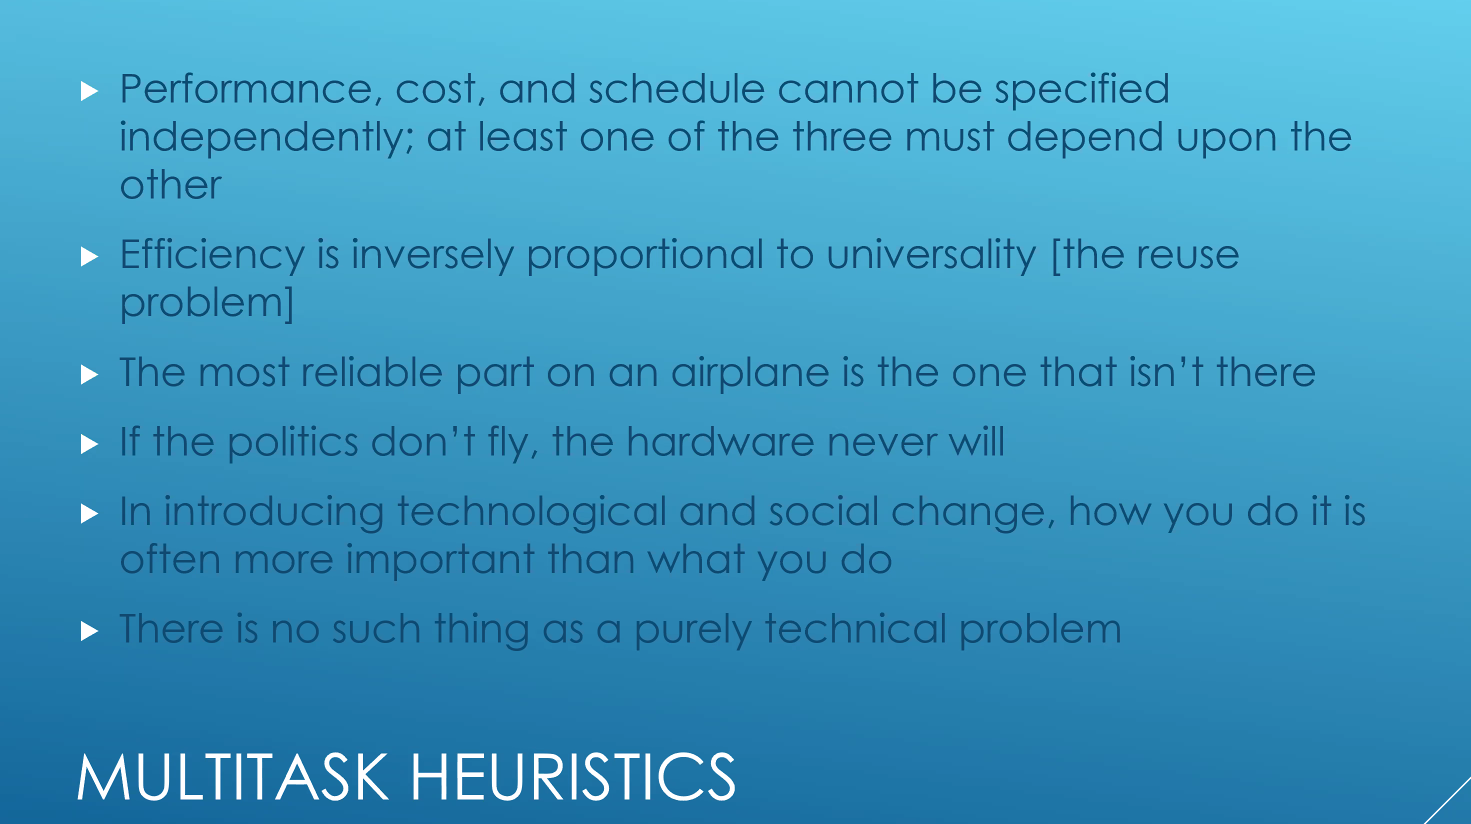 Performance, cost, and schedule cannot be specified
independently; at least one of the three must depend upon the
other
Efficiency is inversely proportional to universality [the reuse
problem]
The most reliable part on an airplane is the one that isn’t there
If the politics don’t fly, the hardware never will
In introducing technological and social change, how you do it is
often more important than what you do
There is no such thing as a purely technical problem
MULTITASK HEURISTICS